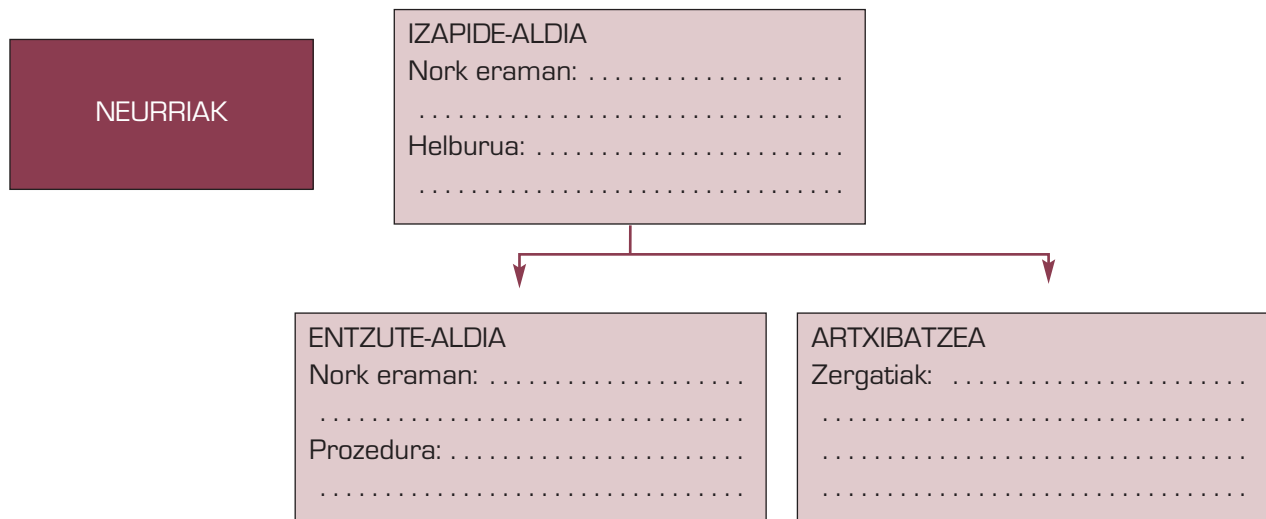 NEURRIAK
IZAPIDE-ALDIA
Nork eraman: . . . . . . . . . . . . . . . . . . . .
. . . . . . . . . . . . . . . . . . . . . . . . . . . . . . . . .
Helburua: . . . . . . . . . . . . . . . . . . . . . . . .
. . . . . . . . . . . . . . . . . . . . . . . . . . . . . . . . .
ENTZUTE-ALDIA
Nork eraman: . . . . . . . . . . . . . . . . . . . .
. . . . . . . . . . . . . . . . . . . . . . . . . . . . . . . . .
Prozedura: . . . . . . . . . . . . . . . . . . . . . . .
. . . . . . . . . . . . . . . . . . . . . . . . . . . . . . . . .
ARTXIBATZEA
Zergatiak: . . . . . . . . . . . . . . . . . . . . . . .
. . . . . . . . . . . . . . . . . . . . . . . . . . . . . . . . .
. . . . . . . . . . . . . . . . . . . . . . . . . . . . . . . . .
. . . . . . . . . . . . . . . . . . . . . . . . . . . . . . . . .